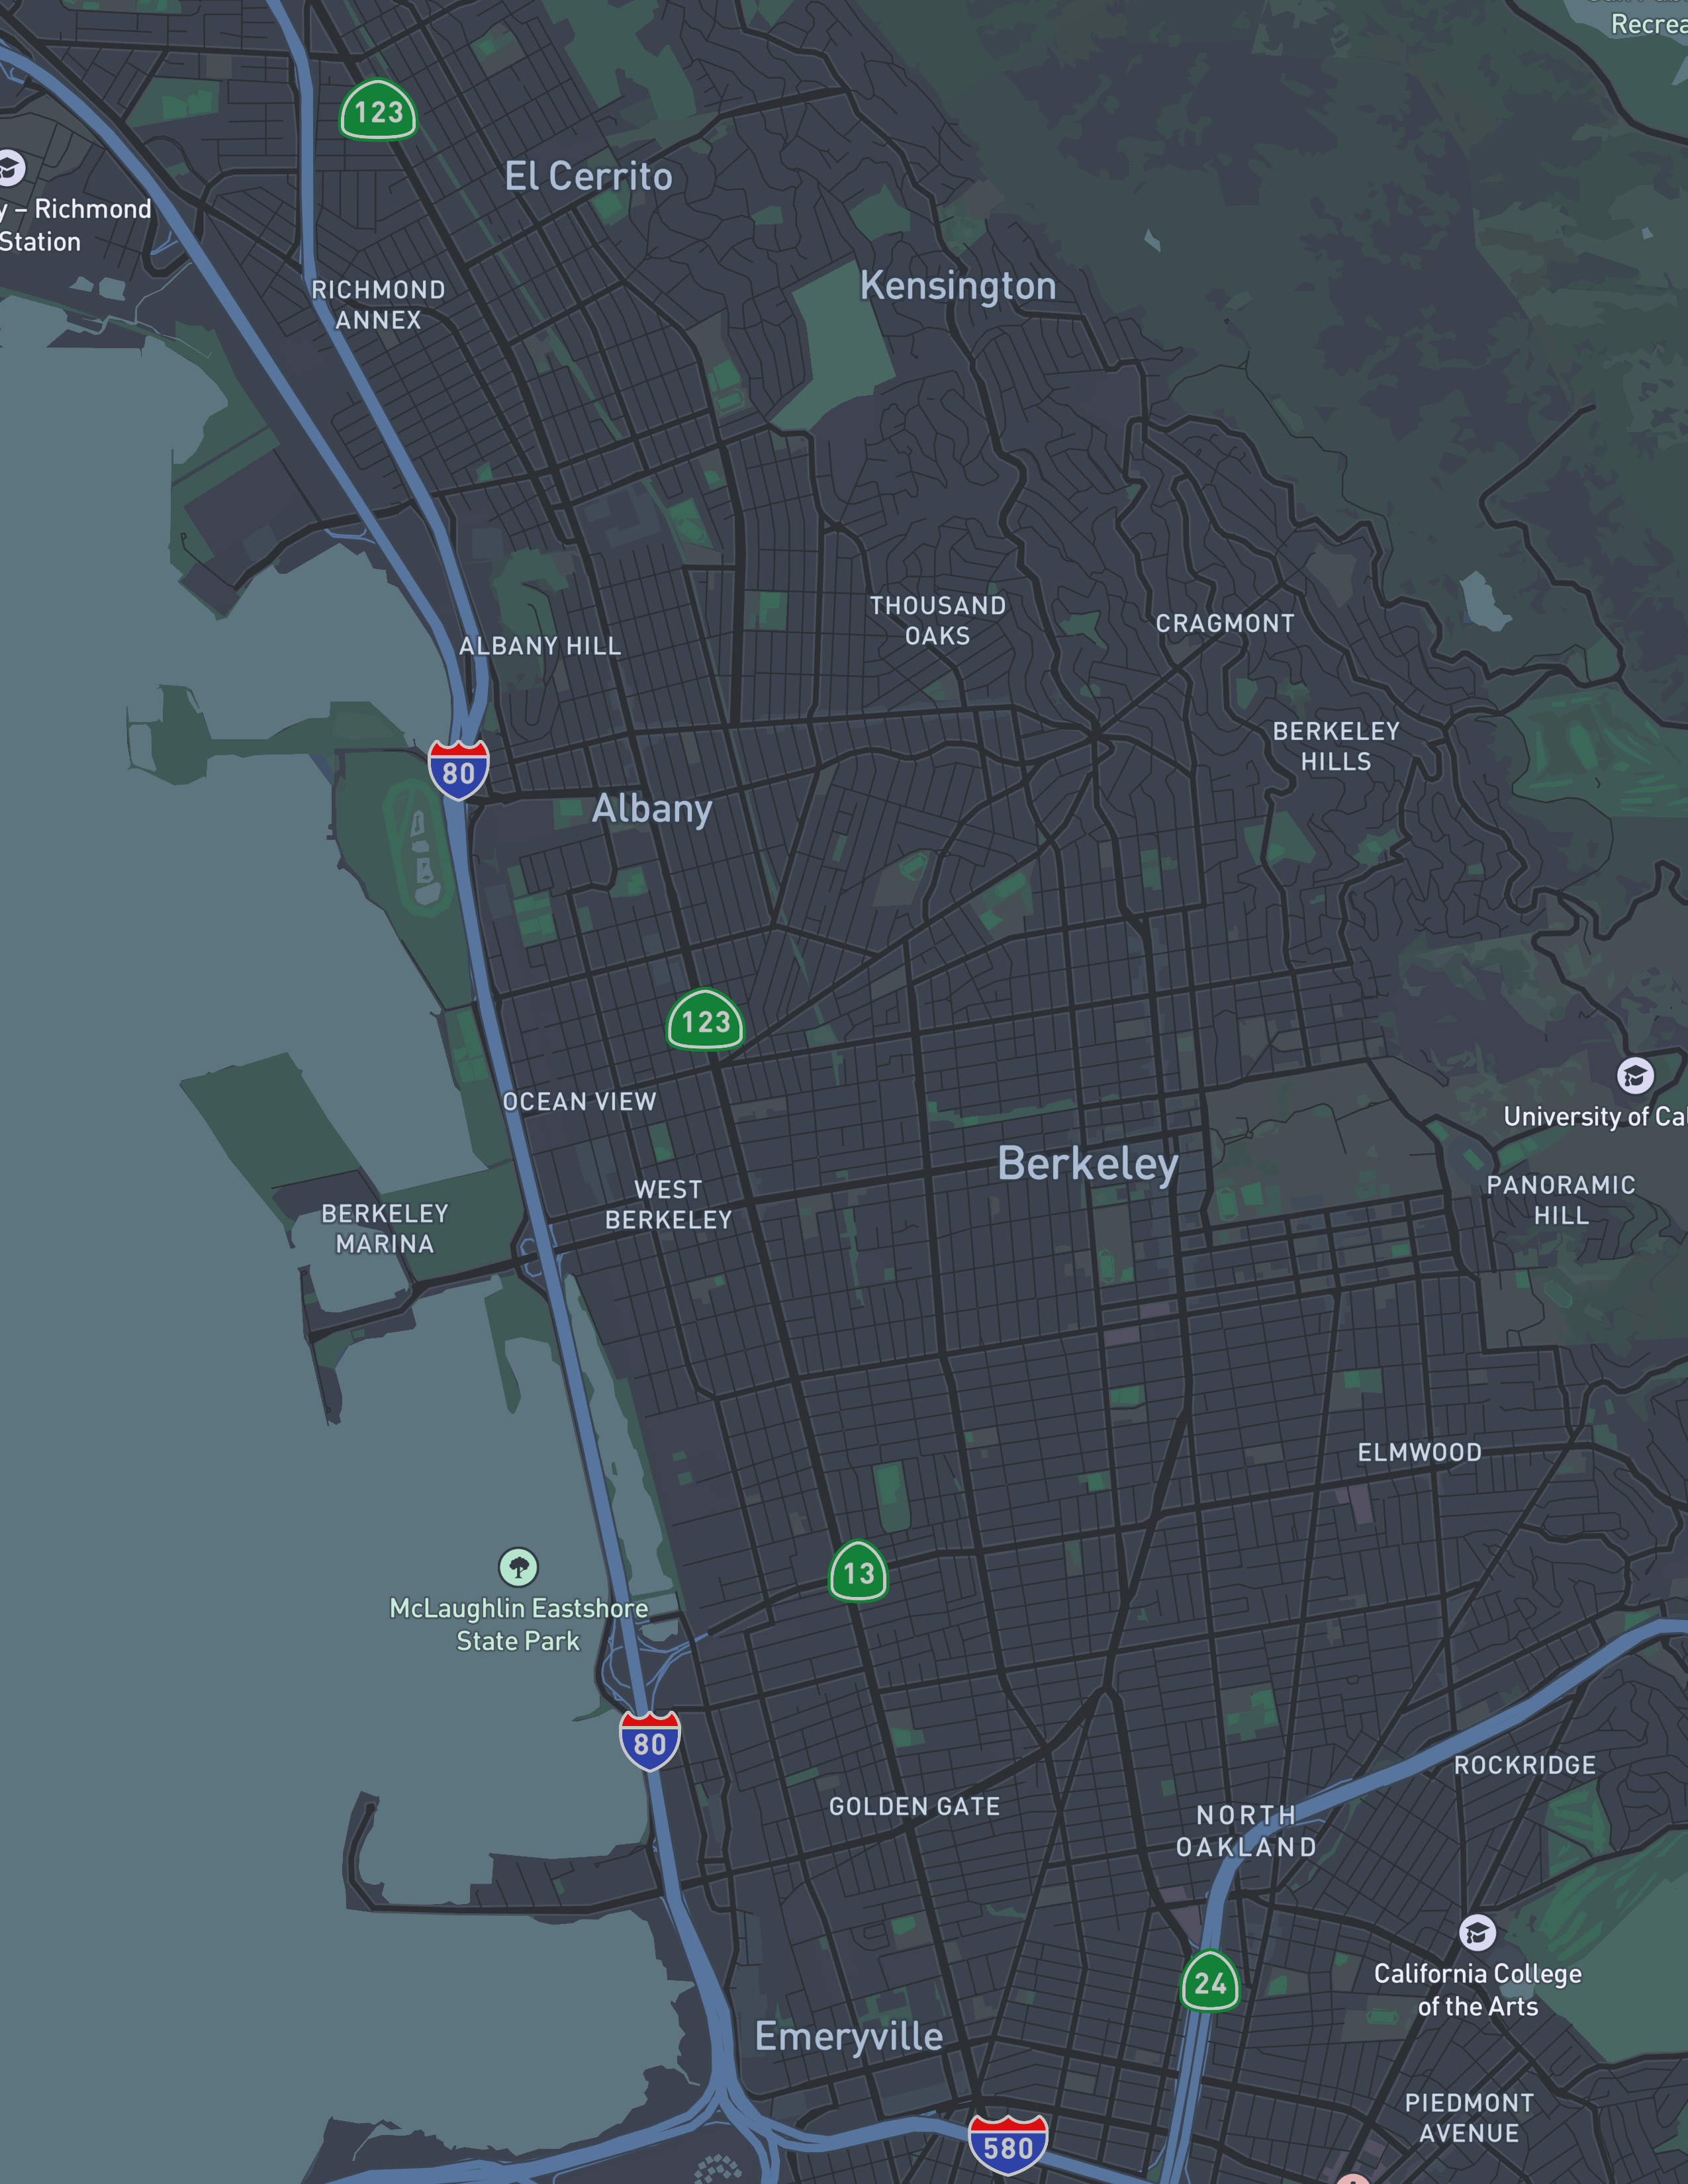 Recrea
123
El Cerrito
y – Richmond
Station
Kensington
RICHMOND
ANNEX
THOUSAND
OAKS
CRAGMONT
ALBANY HILL
BERKELEY
HILLS
80
Albany
123
OCEAN VIEW
University of Cal
Berkeley
WEST
BERKELEY
PANORAMIC
HILL
BERKELEY
MARINA
ELMWOOD
13
McLaughlin Eastshore
State Park
80
ROCKRIDGE
GOLDEN GATE
NORTH
OAKLAND
California College
of the Arts
24
Emeryville
PIEDMONT
AVENUE
580